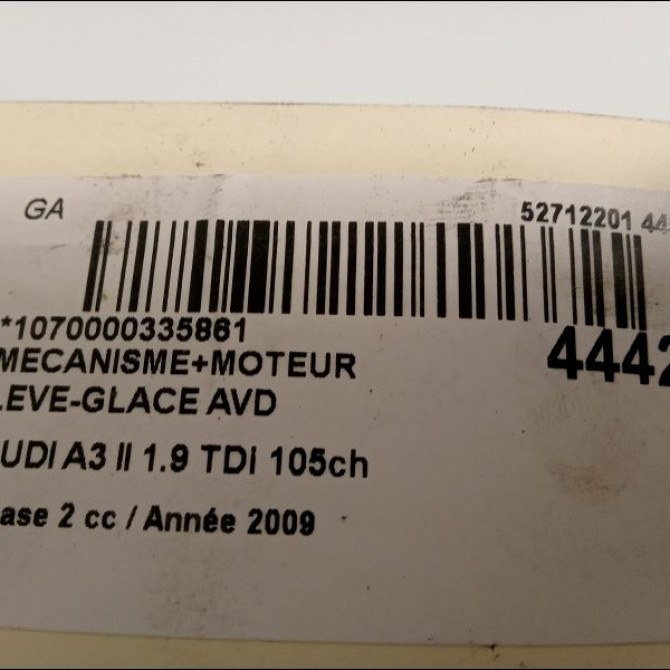 GA 52712201 44
*1070000335861
MECANISME+MOTEUR 4442
LEVE-GLACE AVD
UDI A3 II 1.9 TDi 105ch
ase 2 cc / Année 2009